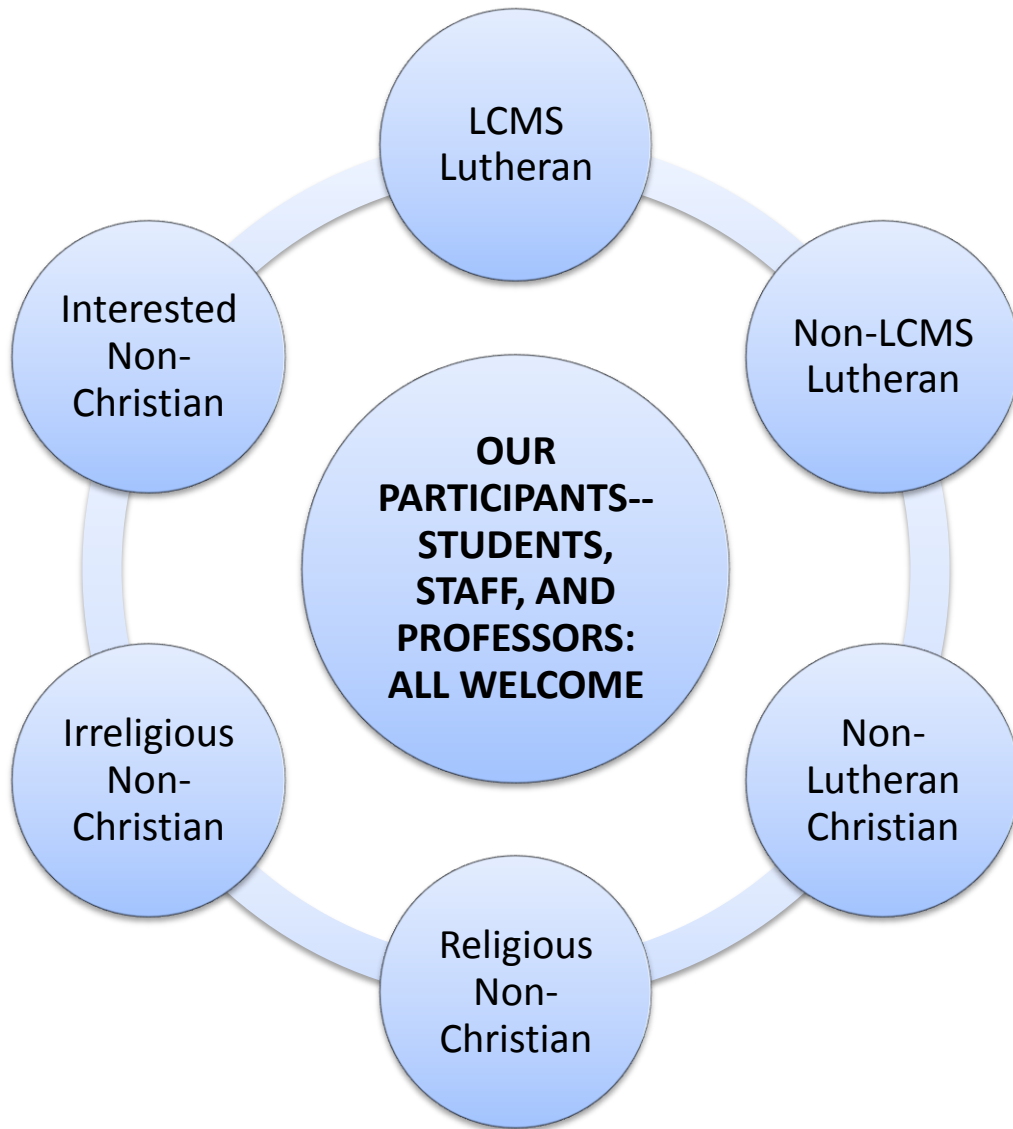 LCMS
Lutheran
Interested
Non-
Christian
Non-LCMS
Lutheran
OUR
PARTICIPANTS--
STUDENTS,
STAFF, AND
PROFESSORS:
ALL WELCOME
Irreligious
Non-
Christian
Non-
Lutheran
Christian
Religious
Non-
Christian